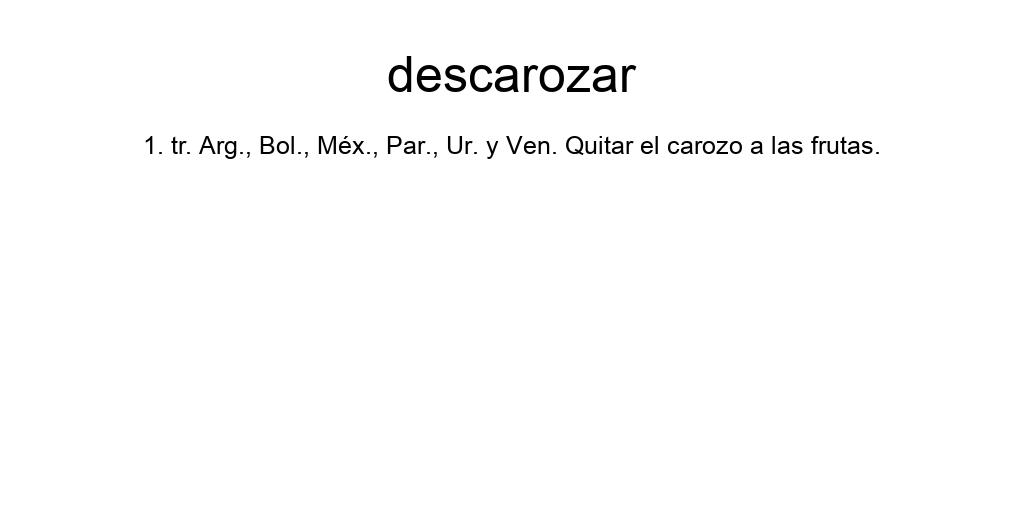 descarozar
1. tr. Arg., Bol., Méx., Par., Ur. y Ven. Quitar el carozo a las frutas.